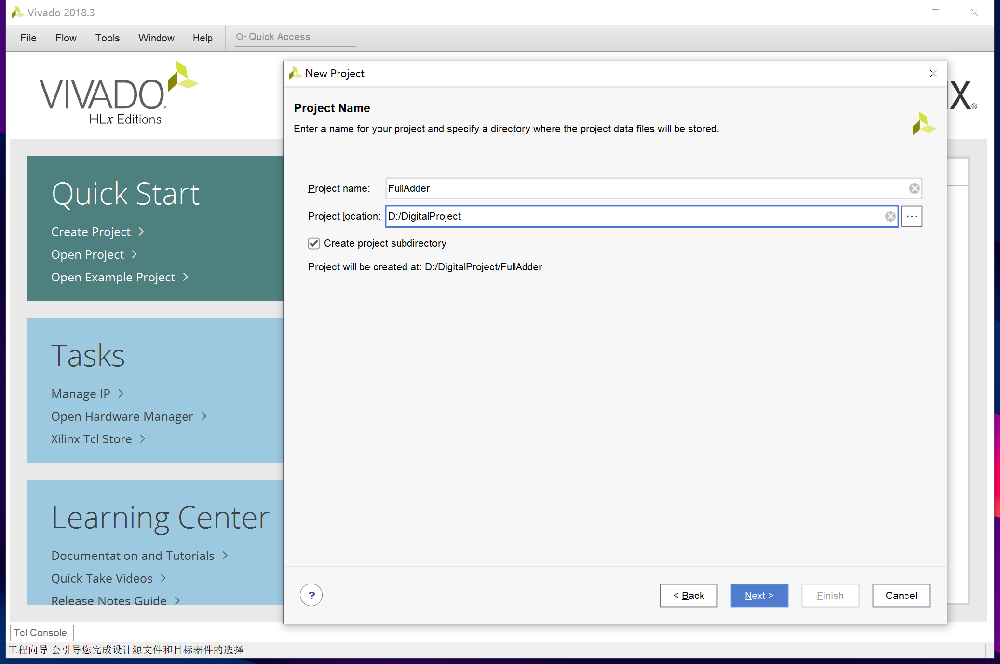 Vivado 2018.3
File Flow Tools Window Help Quick Access
VIVADO®
HLx Editions
X®
Quick Start
Create Project
Open Project
Open Example Project
Tasks
Manage IP
Open Hardware Manager
Xilinx Tcl Store
Learning Center
Documentation and Tutorials
Quick Take Videos
Release Notes Guide
New Project
Project Name
Enter a name for your project and specify a directory where the project data files will be stored.
Project name: FullAdder
Project location: D:/DigitalProject ...
Create project subdirectory
Project will be created at: D:/DigitalProject/FullAdder
? < Back Next > Finish Cancel
Tcl Console
工程向导 会引导您完成设计源文件和目标器件的选择